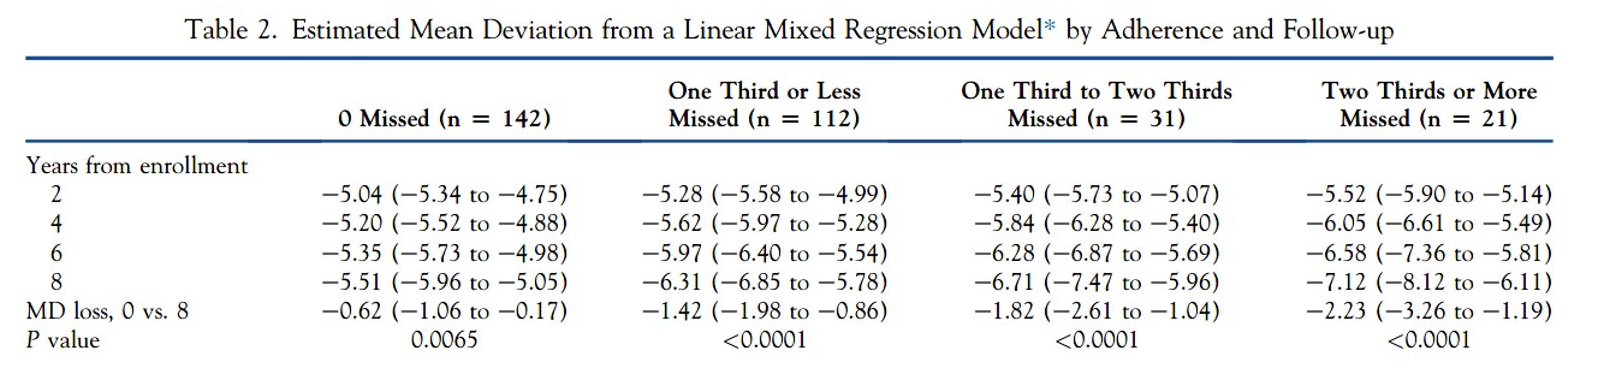 Table 2. Estimated Mean Deviation from a Linear Mixed Regression Model* by Adherence and Follow-up
0 Missed (n = 142) One Third or Less Missed (n = 112) One Third to Two Thirds Missed (n = 31) Two Thirds or More Missed (n = 21)
Years from enrollment
2 −5.04 (−5.34 to −4.75) −5.28 (−5.58 to −4.99) −5.40 (−5.73 to −5.07) −5.52 (−5.90 to −5.14)
4 −5.20 (−5.52 to −4.88) −5.62 (−5.97 to −5.28) −5.84 (−6.28 to −5.40) −6.05 (−6.61 to −5.49)
6 −5.35 (−5.73 to −4.98) −5.97 (−6.40 to −5.54) −6.28 (−6.87 to −5.69) −6.58 (−7.36 to −5.81)
8 −5.51 (−5.96 to −5.05) −6.31 (−6.85 to −5.78) −6.71 (−7.47 to −5.96) −7.12 (−8.12 to −6.11)
MD loss, 0 vs. 8 −0.62 (−1.06 to −0.17) −1.42 (−1.98 to −0.86) −1.82 (−2.61 to −1.04) −2.23 (−3.26 to −1.19)
P value 0.0065 <0.0001 <0.0001 <0.0001